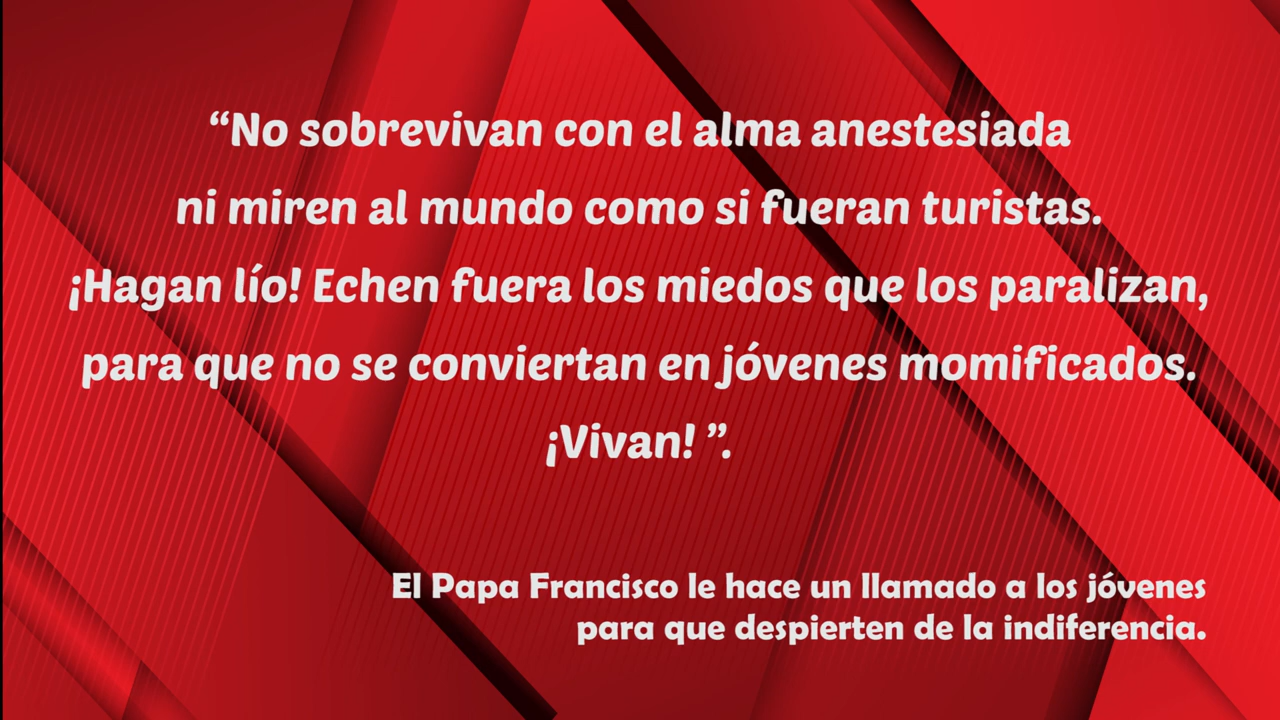 “No sobrevivan con el alma anestesiada
ni miren al mundo como si fueran turistas.
¡Hagan lío! Echen fuera los miedos que los paralizan,
para que no se conviertan en jóvenes momificados.
¡Vivan! ”.
El Papa Francisco le hace un llamado a los jóvenes
para que despierten de la indiferencia.